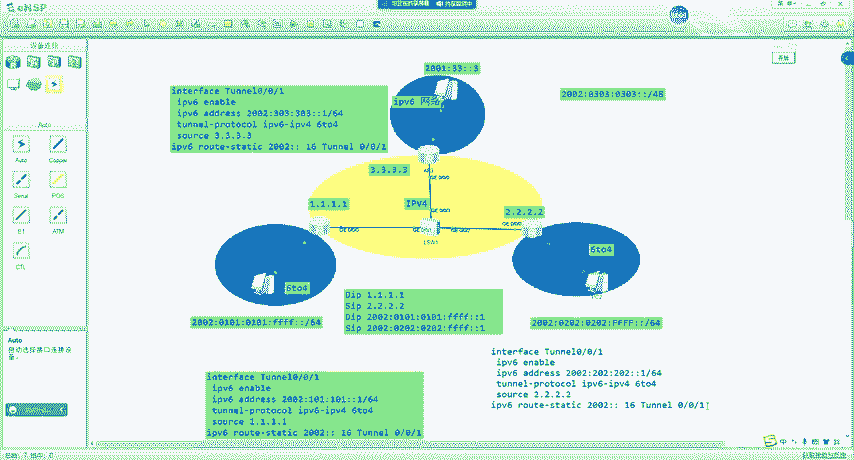 eNSP
设备连线
Auto
Auto
Copper
Serial
POS
E1
ATM
CTL
Auto
自动选择接口连接设备。
2001:33::3
ipv6 网络
2002:0303:0303::/48
interface Tunnel0/0/1
ipv6 enable
ipv6 address 2002:303:303::1/64
tunnel-protocol ipv6-ipv4 6to4
source 3.3.3.3
ipv6 route-static 2002:: 16 Tunnel 0/0/1
3.3.3.3
1.1.1.1
IPV4
2.2.2.2
LSW1
6to4
6to4
Dip 1.1.1.1
Sip 2.2.2.2
Dip 2002:0101:0101:ffff::1
Sip 2002:0202:0202:ffff::1
2002:0101:0101:ffff::/64
2002:0202:0202:FFFF::/64
interface Tunnel0/0/1
ipv6 enable
ipv6 address 2002:101:101::1/64
tunnel-protocol ipv6-ipv4 6to4
source 1.1.1.1
ipv6 route-static 2002:: 16 Tunnel 0/0/1
interface Tunnel0/0/1
ipv6 enable
ipv6 address 2002:202:202::1/64
tunnel-protocol ipv6-ipv4 6to4
source 2.2.2.2
ipv6 route-static 2002:: 16 Tunnel 0/0/1